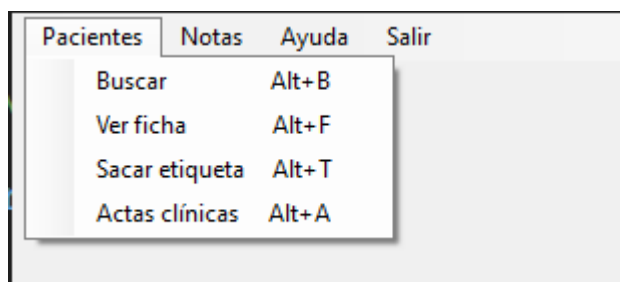 Pacientes Notas Ayuda Salir
Buscar Alt+B
Ver ficha Alt+F
Sacar etiqueta Alt+T
Actas clínicas Alt+A